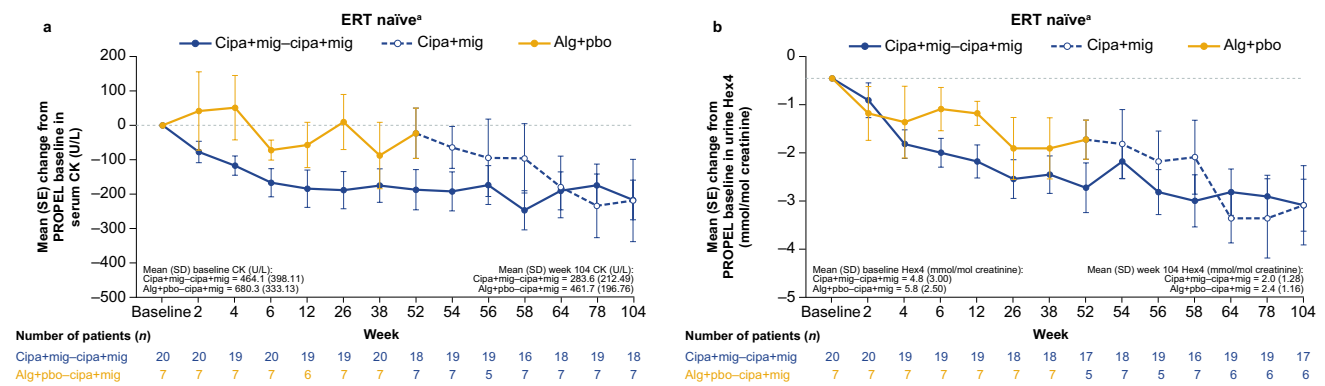 a
ERT naïveᵃ
Cipa+mig–cipa+mig
Cipa+mig
Alg+pbo
Mean (SE) change from
PROPEL baseline in
serum CK (U/L)
200
100
0
−100
−200
−300
−400
−500
Mean (SD) baseline CK (U/L):
Cipa+mig–cipa+mig = 464.1 (398.11)
Alg+pbo–cipa+mig = 680.3 (333.13)
Mean (SD) week 104 CK (U/L):
Cipa+mig–cipa+mig = 283.6 (212.49)
Alg+pbo–cipa+mig = 461.7 (196.76)
Baseline 2 4 6 12 26 38 52 54 56 58 64 78 104
Week
Number of patients (n)
Cipa+mig–cipa+mig 20 20 19 20 19 19 20 18 19 19 16 18 19 18
Alg+pbo–cipa+mig 7 7 7 7 6 7 7 7 7 5 7 7 7 7
b
ERT naïveᵃ
Cipa+mig–cipa+mig
Cipa+mig
Alg+pbo
Mean (SE) change from
PROPEL baseline in urine Hex4
(mmol/mol creatinine)
0
−1
−2
−3
−4
−5
Mean (SD) baseline Hex4 (mmol/mol creatinine):
Cipa+mig–cipa+mig = 4.8 (3.00)
Alg+pbo–cipa+mig = 5.8 (2.50)
Mean (SD) week 104 Hex4 (mmol/mol creatinine):
Cipa+mig–cipa+mig = 2.0 (1.28)
Alg+pbo–cipa+mig = 2.4 (1.16)
Baseline 2 4 6 12 26 38 52 54 56 58 64 78 104
Week
Number of patients (n)
Cipa+mig–cipa+mig 20 20 19 19 19 18 18 17 18 19 16 19 19 17
Alg+pbo–cipa+mig 7 7 7 7 7 7 7 5 7 5 7 6 6 6